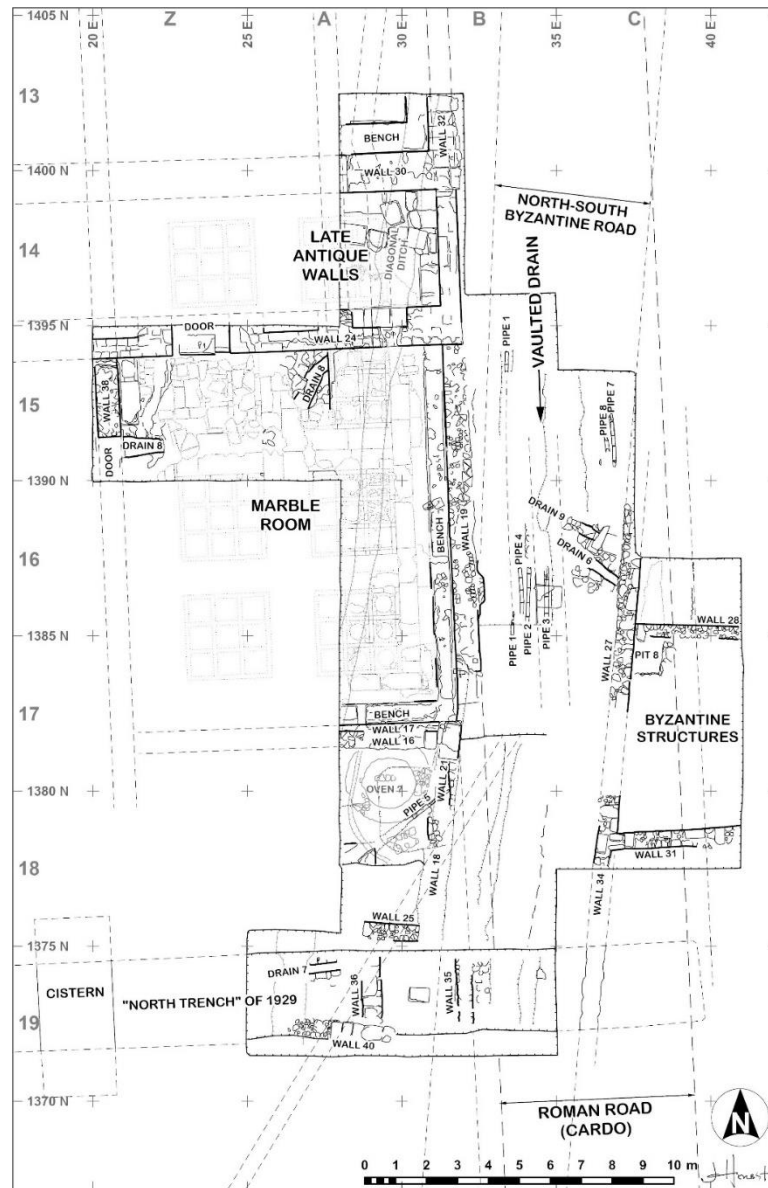 1405 N
20 E
Z
25 E
A
30 E
B
35 E
C
40 E
13
BENCH
WALL 32
WALL 30
1400 N
NORTH-SOUTH
BYZANTINE ROAD
14
LATE
ANTIQUE
WALLS
DIAGONAL
DITCH
VAULTED DRAIN
1395 N
DOOR
WALL 24
PIPE 1
15
WALL 38
DRAIN 8
DRAIN 8
DOOR
PIPE 8
PIPE 7
1390 N
MARBLE
ROOM
BENCH
WALL 19
DRAIN 9
DRAIN 6
16
PIPE 4
PIPE 1
PIPE 2
PIPE 3
1385 N
WALL 28
WALL 27
PIT 8
17
BENCH
WALL 17
WALL 16
BYZANTINE
STRUCTURES
1380 N
OVEN 2
PIPE 5
WALL 21
WALL 18
WALL 31
18
WALL 34
WALL 25
1375 N
CISTERN
"NORTH TRENCH" OF 1929
DRAIN 7
WALL 36
WALL 35
19
WALL 40
1370 N
ROMAN ROAD
(CARDO)
N
0 1 2 3 4 5 6 7 8 9 10 m